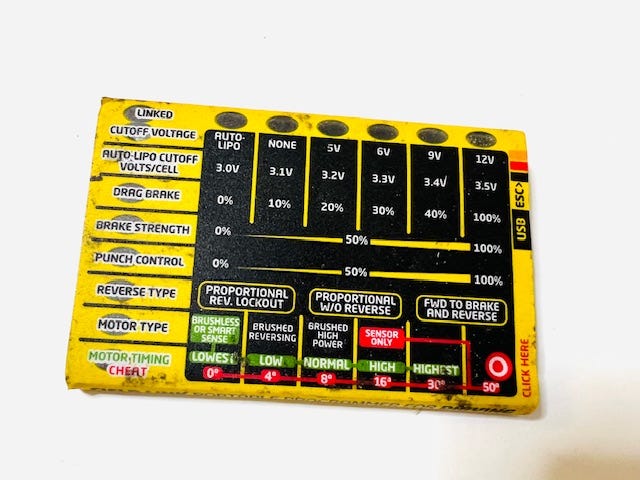 LINKED
CUTOFF VOLTAGE AUTO-LIPO NONE 5V 6V 9V 12V
AUTO-LIPO CUTOFF VOLTS/CELL 3.0V 3.1V 3.2V 3.3V 3.4V 3.5V
DRAG BRAKE 0% 10% 20% 30% 40% 100%
BRAKE STRENGTH 0% 50% 100%
PUNCH CONTROL 0% 50% 100%
REVERSE TYPE PROPORTIONAL REV. LOCKOUT PROPORTIONAL W/O REVERSE FWD TO BRAKE AND REVERSE
MOTOR TYPE BRUSHLESS OR SMART SENSE BRUSHED REVERSING BRUSHED HIGH POWER SENSOR ONLY
MOTOR TIMING LOWEST LOW NORMAL HIGH HIGHEST
CHEAT 0° 4° 8° 16° 30° 50°
USB ESC>
CLICK HERE
PORTABLE PROGRAMMER FOR